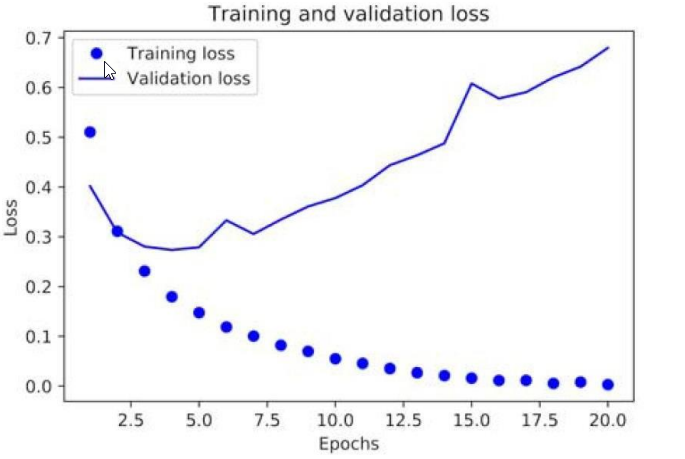 Training and validation loss
0.7
0.6
0.5
0.4
0.3
0.2
0.1
0.0
Loss
Training loss
Validation loss
2.5 5.0 7.5 10.0 12.5 15.0 17.5 20.0
Epochs